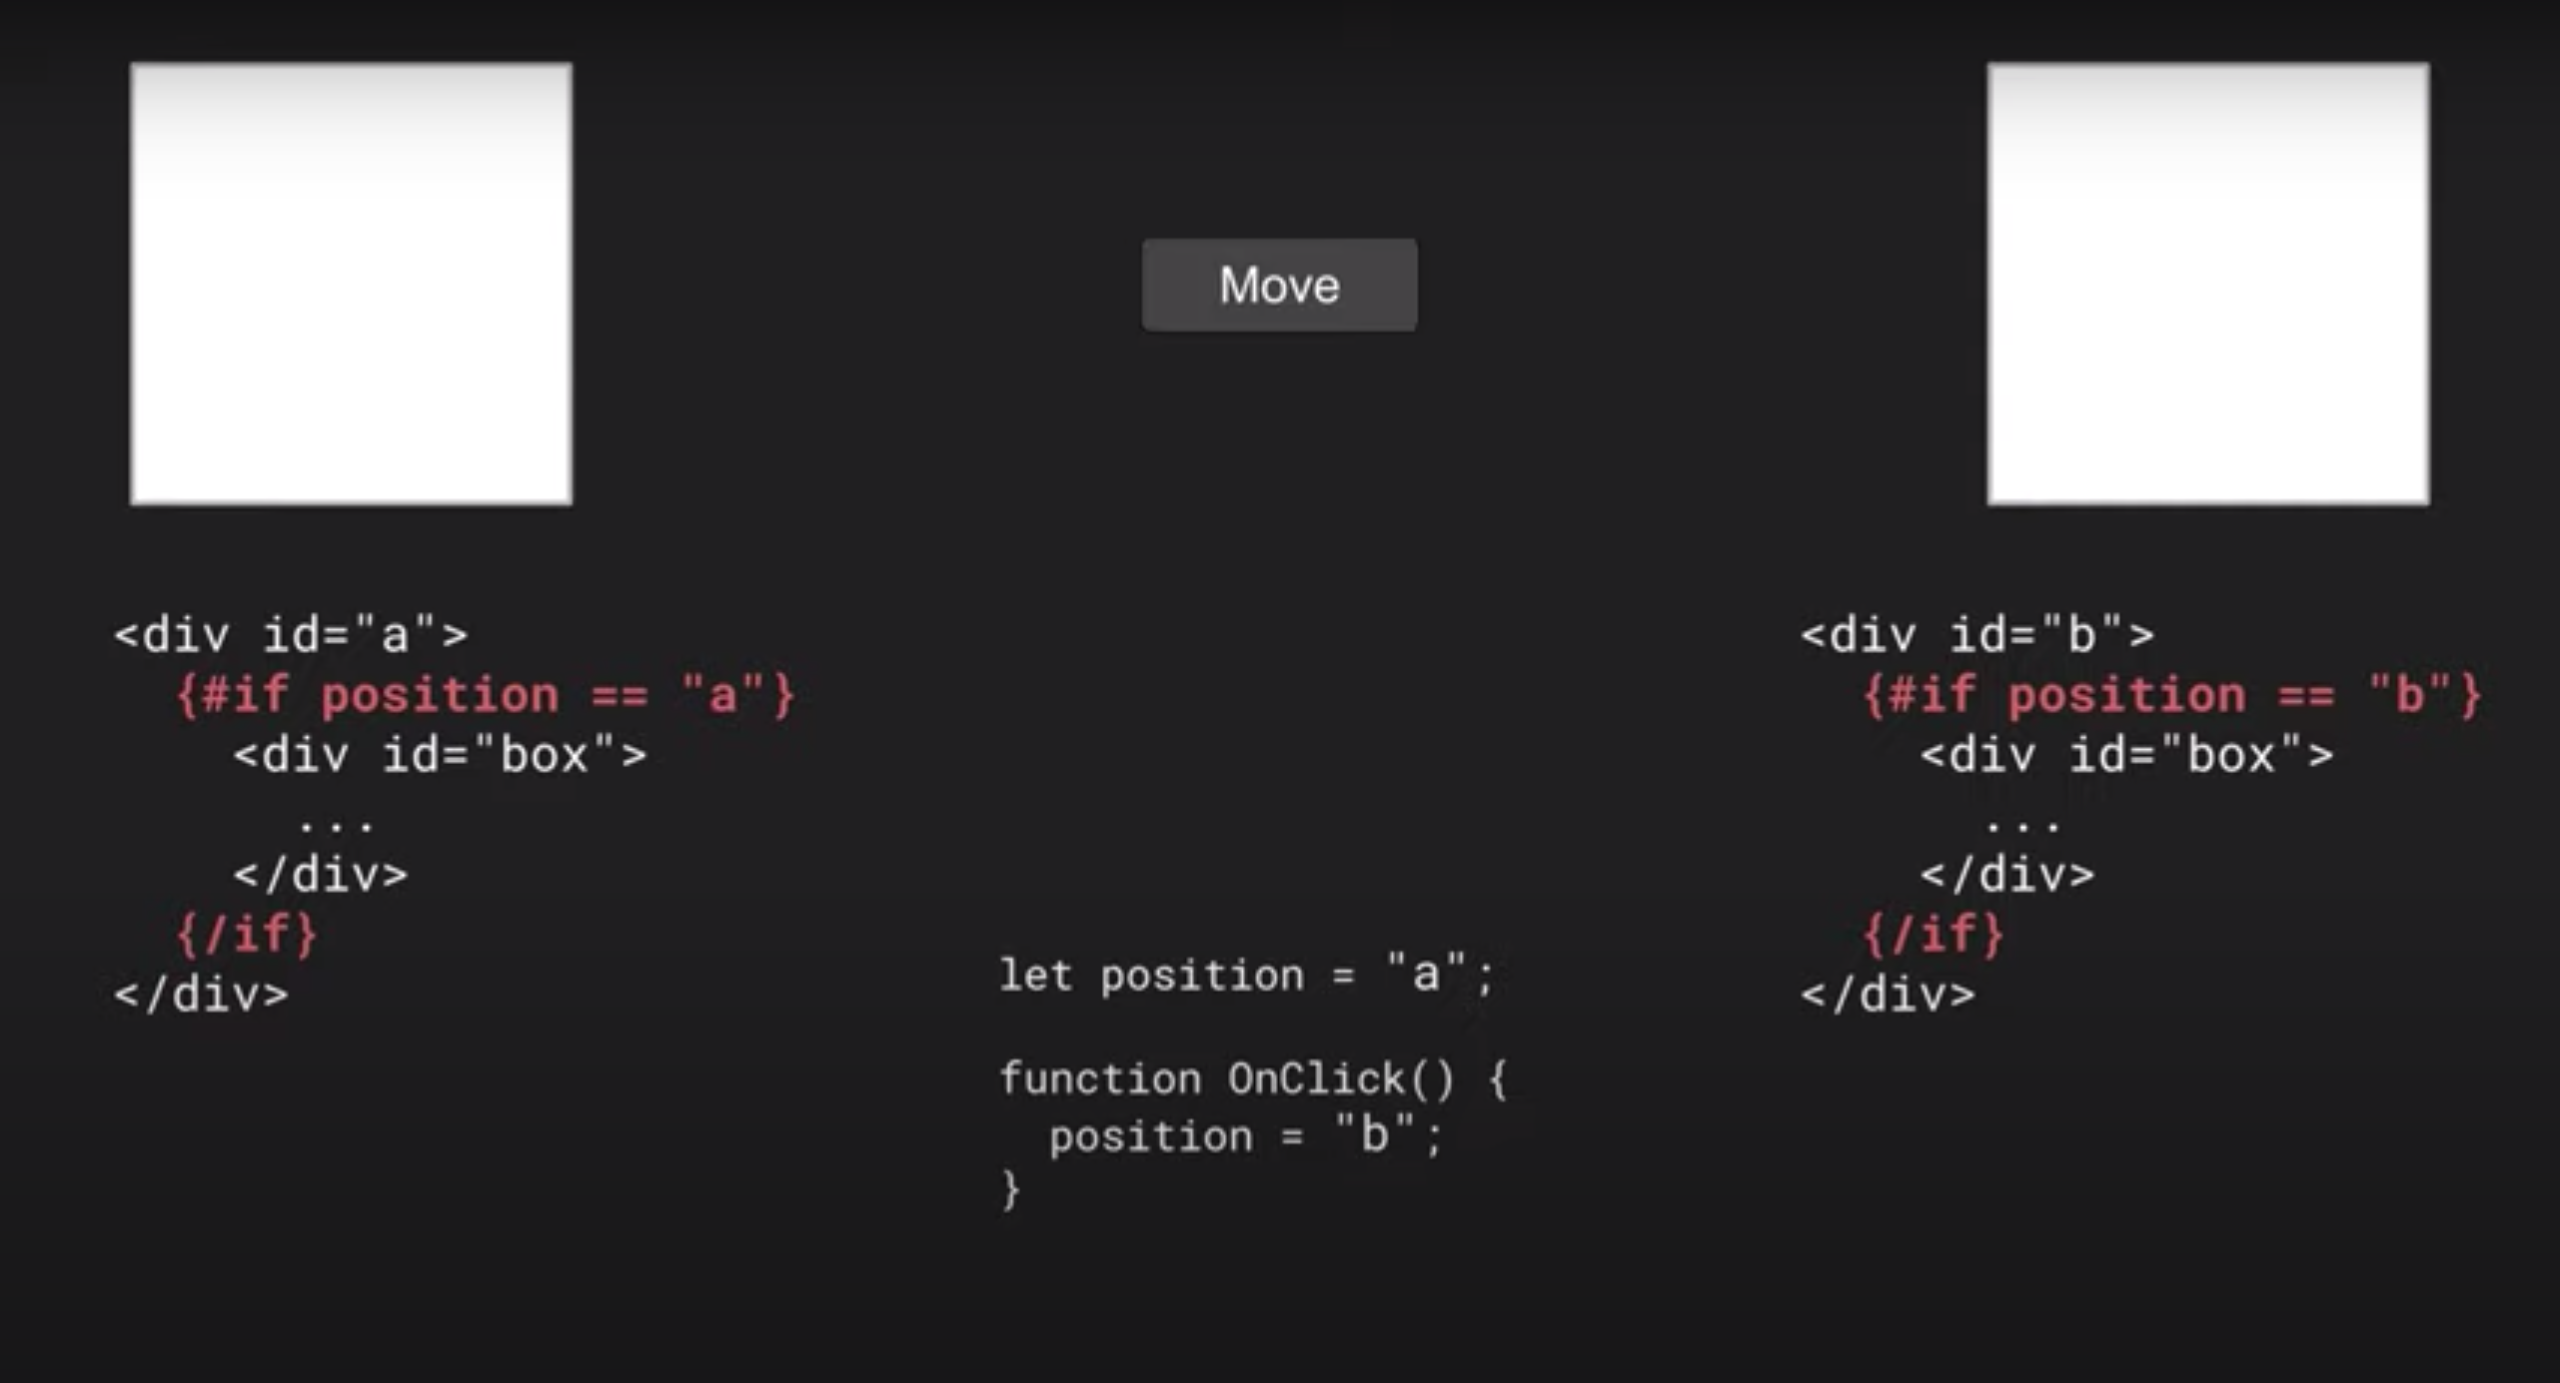 Move
<div id="a">
{#if position == "a"}
<div id="box">
...
</div>
{/if}
</div>
let position = "a";
function OnClick() {
position = "b";
}
<div id="b">
{#if position == "b"}
<div id="box">
...
</div>
{/if}
</div>